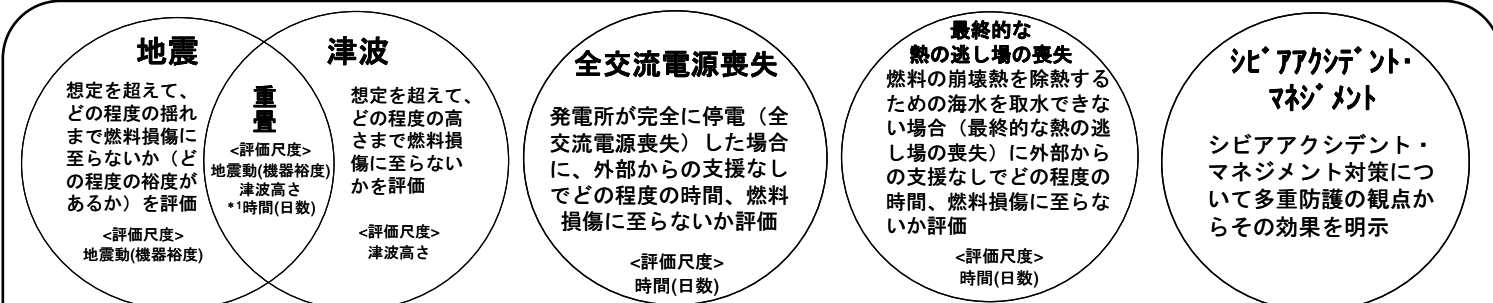 地震
想定を超えて、
どの程度の揺れ
まで燃料損傷に
至らないか（ど
の程度の裕度が
あるか）を評価
<評価尺度>
地震動(機器裕度)
重
畳
<評価尺度>
地震動(機器裕度)
津波高さ
*1時間(日数)
津波
想定を超えて、
どの程度の高
さまで燃料損
傷に至らない
かを評価
<評価尺度>
津波高さ
全交流電源喪失
発電所が完全に停電（全
交流電源喪失）した場合
に、外部からの支援なし
でどの程度の時間、燃料
損傷に至らないか評価
<評価尺度>
時間(日数)
最終的な
熱の逃し場の喪失
燃料の崩壊熱を除熱する
ための海水を取水できな
い場合（最終的な熱の逃
し場の喪失）に外部から
の支援なしでどの程度の
時間、燃料損傷に至らな
いか評価
<評価尺度>
時間(日数)
ｼﾋﾞｱｱｸｼﾃﾞﾝﾄ・
ﾏﾈｼﾞﾒﾝﾄ
シビアアクシデント・
マネジメント対策につ
いて多重防護の観点か
らその効果を明示